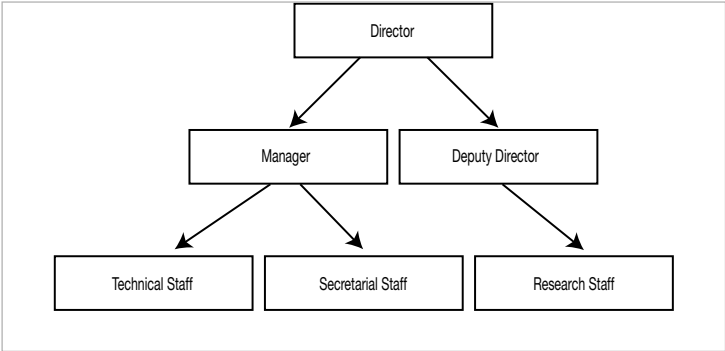 Director
Manager
Deputy Director
Technical Staff
Secretarial Staff
Research Staff